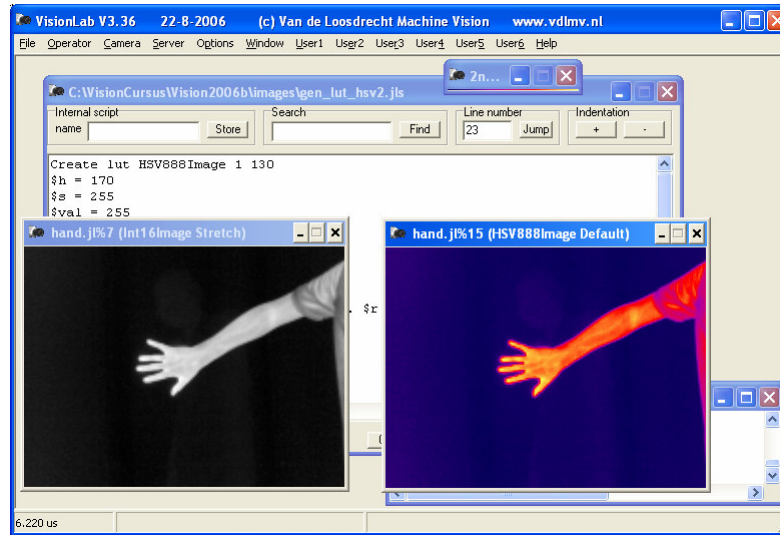 VisionLab V3.36 22-8-2006 (c) Van de Loosdrecht Machine Vision www.vdlmv.nl
File Operator Camera Server Options Window User1 User2 User3 User4 User5 User6 Help
2n...
C:\VisionCursus\Vision2006b\images\gen_lut_hsv2.jls
Internal script Search Line number Indentation
name Store Find 23 Jump + -
Create lut HSV888Image 1 130
$h = 170
$s = 255
$val = 255
hand.jl%7 (Int16Image Stretch)
hand.jl%15 (HSV888Image Default)
. $r
6.220 us